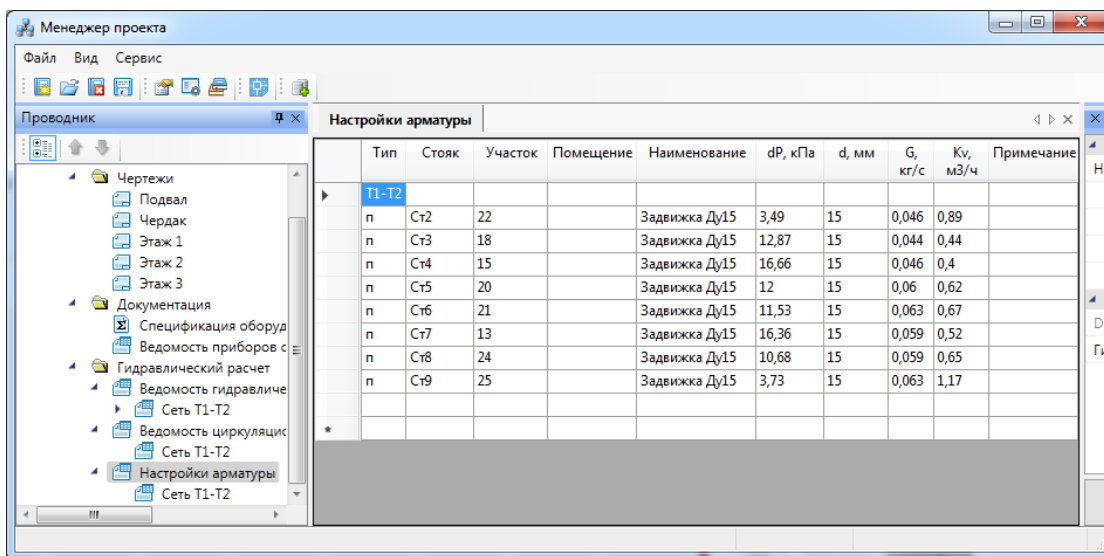 Менеджер проекта
Файл Вид Сервис
Проводник
Чертежи
Подвал
Чердак
Этаж 1
Этаж 2
Этаж 3
Документация
Спецификация оборуд
Ведомость приборов с
Гидравлический расчет
Ведомость гидравличе
Сеть Т1-Т2
Ведомость циркуляцис
Сеть Т1-Т2
Настройки арматуры
Сеть Т1-Т2
Настройки арматуры
Тип Стояк Участок Помещение Наименование dP, кПа d, мм G, кг/с Kv, м3/ч Примечание
Т1-Т2
п Ст2 22 Задвижка Ду15 3,49 15 0,046 0,89
п Ст3 18 Задвижка Ду15 12,87 15 0,044 0,44
п Ст4 15 Задвижка Ду15 16,66 15 0,046 0,4
п Ст5 20 Задвижка Ду15 12 15 0,06 0,62
п Ст6 21 Задвижка Ду15 11,53 15 0,063 0,67
п Ст7 13 Задвижка Ду15 16,36 15 0,059 0,52
п Ст8 24 Задвижка Ду15 10,68 15 0,059 0,65
п Ст9 25 Задвижка Ду15 3,73 15 0,063 1,17